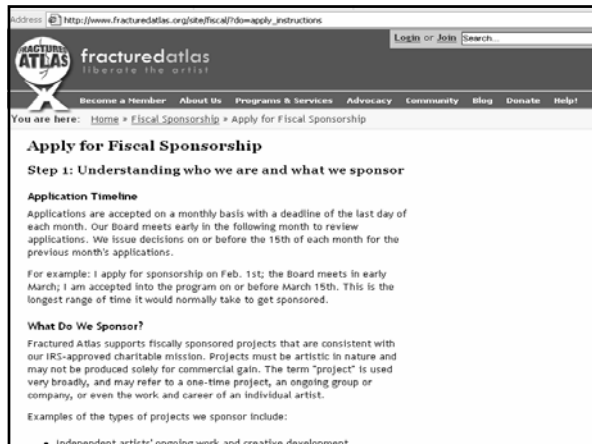 Address http://www.fracturedatlas.org/site/fiscal/?do=apply_instructions
Login or Join Search...
FRACTURED
ATLAS
fracturedatlas
liberate the artist
Become a Member About Us Programs & Services Advocacy Community Blog Donate Help!
You are here: Home » Fiscal Sponsorship » Apply for Fiscal Sponsorship
Apply for Fiscal Sponsorship
Step 1: Understanding who we are and what we sponsor
Application Timeline
Applications are accepted on a monthly basis with a deadline of the last day of
each month. Our Board meets early in the following month to review
applications. We issue decisions on or before the 15th of each month for the
previous month's applications.
For example: I apply for sponsorship on Feb. 1st; the Board meets in early
March; I am accepted into the program on or before March 15th. This is the
longest range of time it would normally take to get sponsored.
What Do We Sponsor?
Fractured Atlas supports fiscally sponsored projects that are consistent with
our IRS-approved charitable mission. Projects must be artistic in nature and
may not be produced solely for commercial gain. The term "project" is used
very broadly, and may refer to a one-time project, an ongoing group or
company, or even the work and career of an individual artist.
Examples of the types of projects we sponsor include:
• Independent artists' ongoing work and creative development